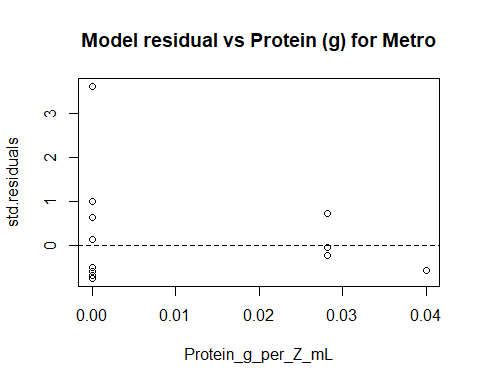 Model residual vs Protein (g) for Metro
std.residuals
3
2
1
0
0.00 0.01 0.02 0.03 0.04
Protein_g_per_Z_mL